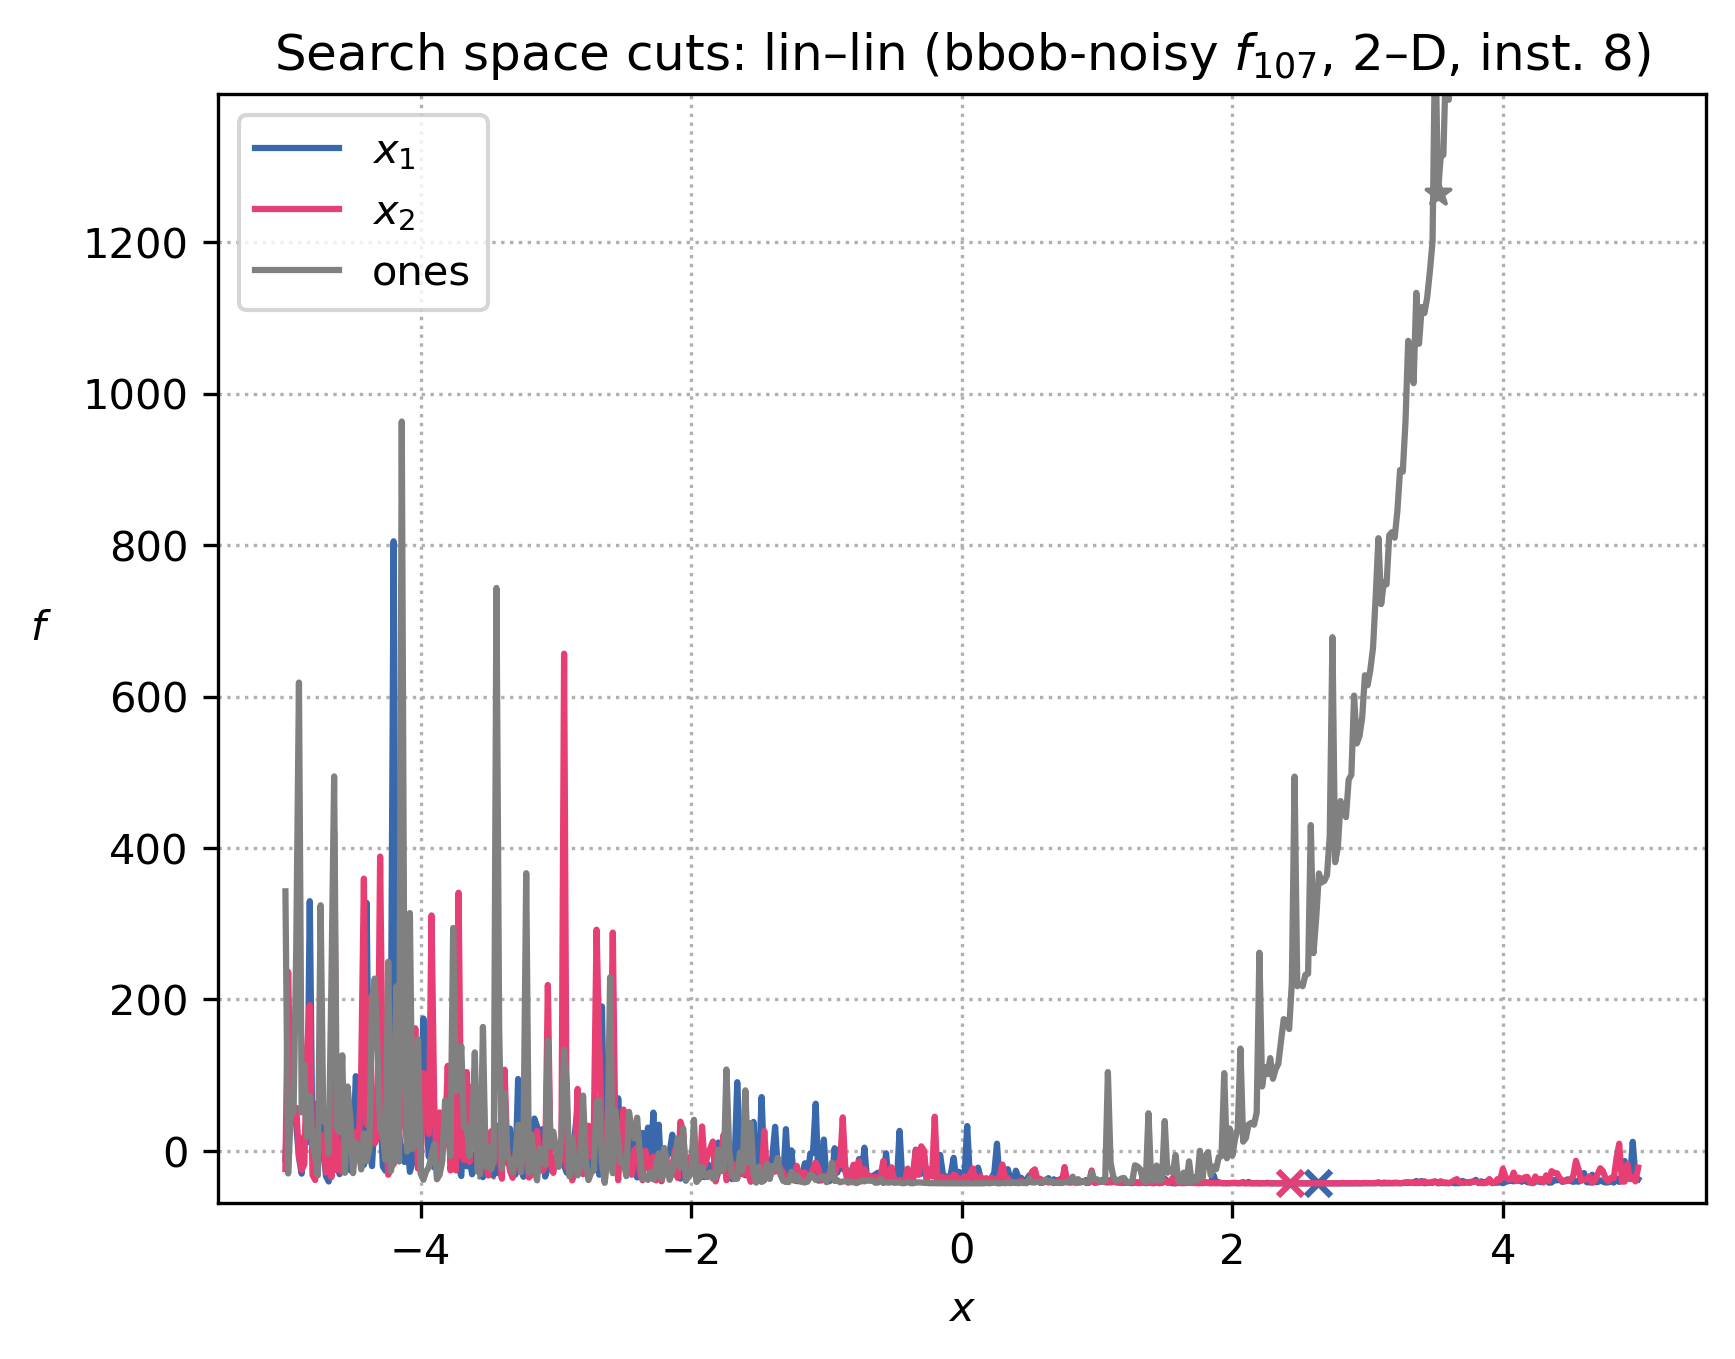 Search space cuts: lin–lin (bbob-noisy f₁₀₇, 2–D, inst. 8)
x₁
x₂
ones
1200
1000
800
600
400
200
0
f
−4
−2
0
2
4
x